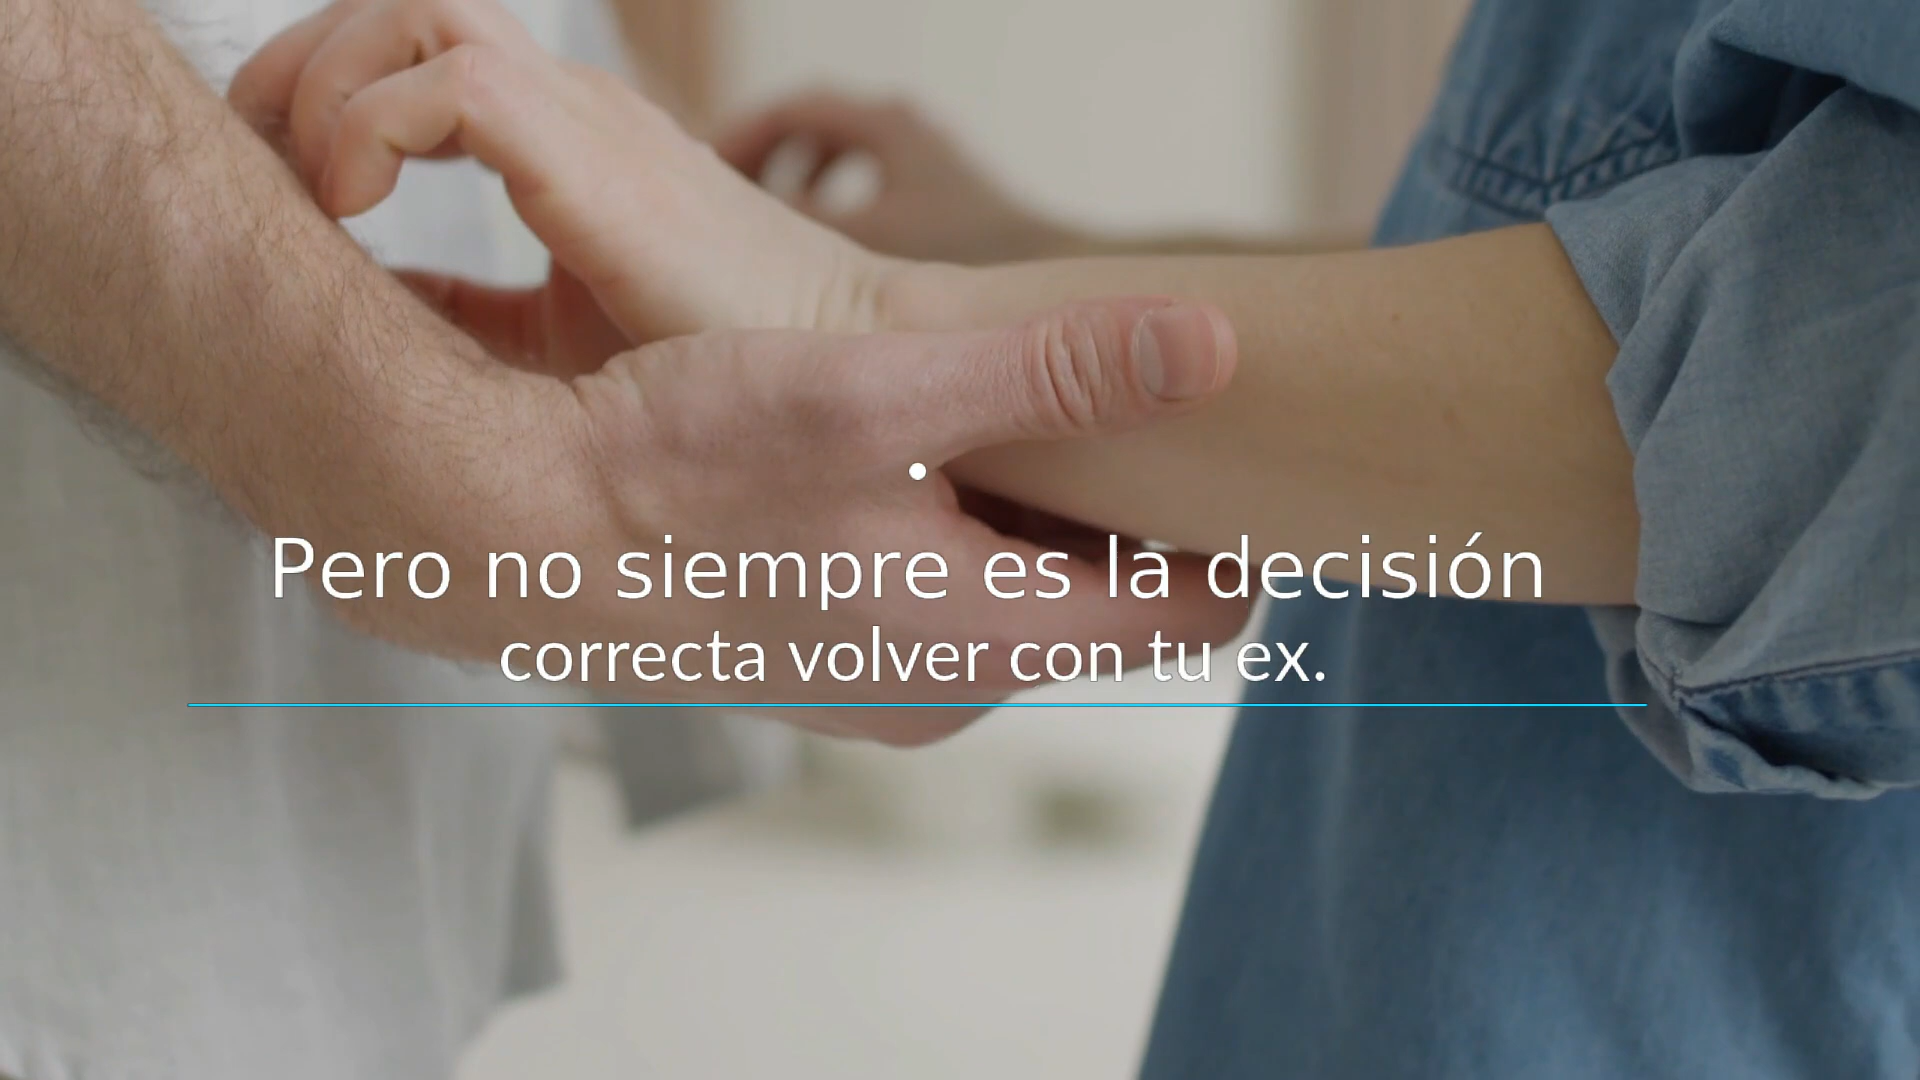 Pero no siempre es la decisión
correcta volver con tu ex.